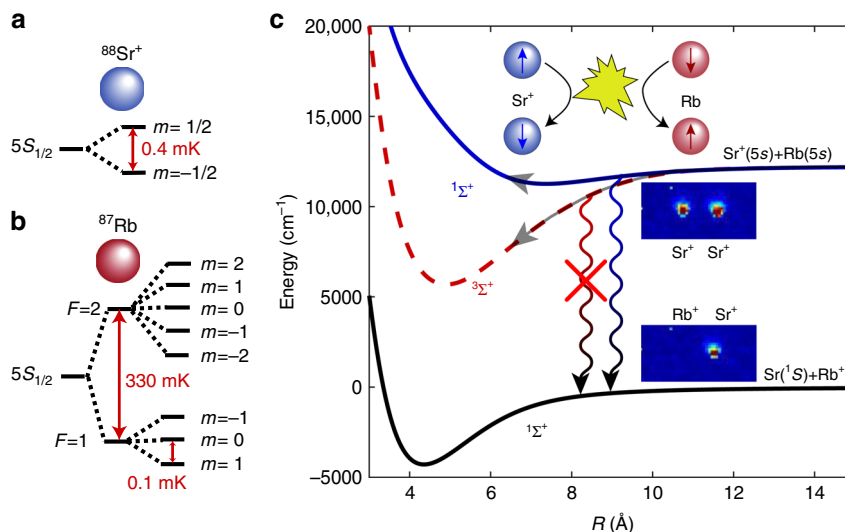 a
⁸⁸Sr⁺
5S₁/₂
m= 1/2
0.4 mK
m=−1/2
b
⁸⁷Rb
F=2
m= 2
m= 1
m= 0
m=−1
m=−2
5S₁/₂
330 mK
F=1
m=−1
m= 0
m= 1
0.1 mK
c
20,000
15,000
10,000
5000
0
−5000
Energy (cm⁻¹)
4
6
8
10
12
14
R (Å)
Sr⁺
Rb
Sr⁺(5s)+Rb(5s)
¹Σ⁺
³Σ⁺
Sr⁺ Sr⁺
Rb⁺ Sr⁺
Sr(¹S)+Rb⁺
¹Σ⁺